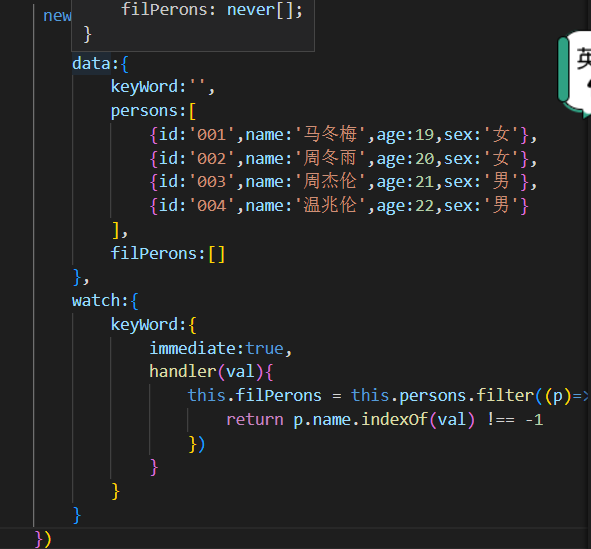 new
filPerons: never[];
}
data:{
keyWord:'',
persons:[
{id:'001',name:'马冬梅',age:19,sex:'女'},
{id:'002',name:'周冬雨',age:20,sex:'女'},
{id:'003',name:'周杰伦',age:21,sex:'男'},
{id:'004',name:'温兆伦',age:22,sex:'男'}
],
filPerons:[]
},
watch:{
keyWord:{
immediate:true,
handler(val){
this.filPerons = this.persons.filter((p)=>
return p.name.indexOf(val) !== -1
})
}
}
}
})
英